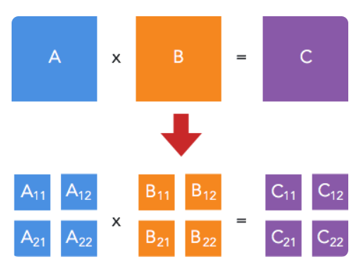 A x B = C
A11 A12 B11 B12 C11 C12
x =
A21 A22 B21 B22 C21 C22